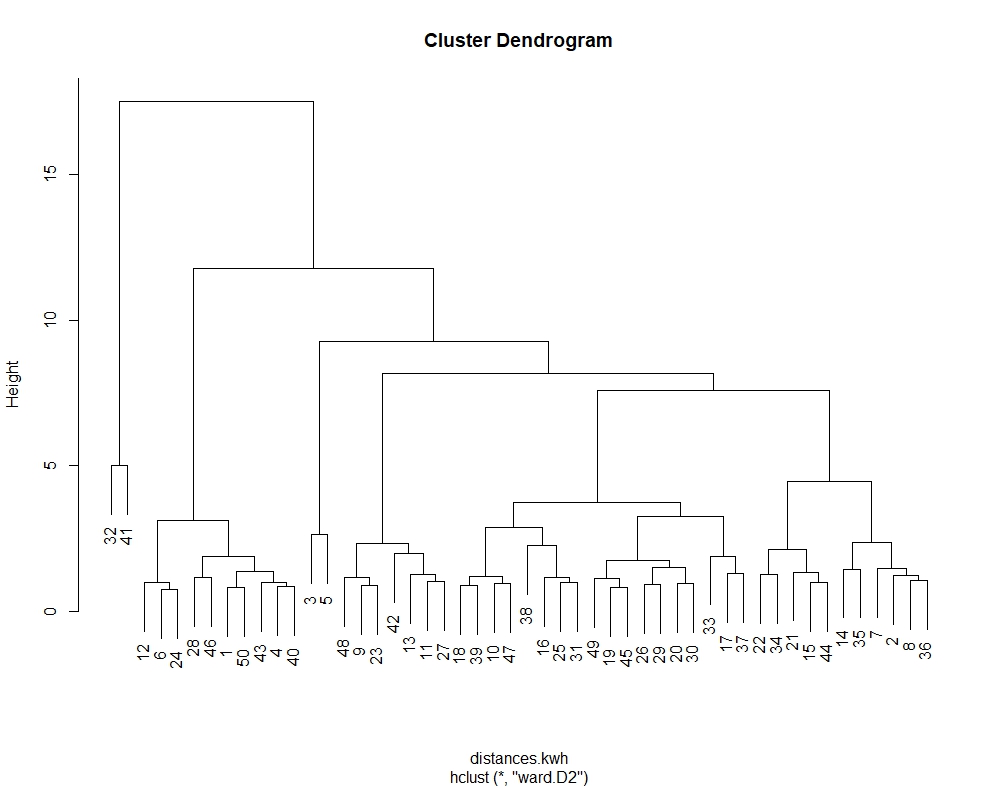 Cluster Dendrogram
Height
15
10
5
0
32 41 12 6 24 28 46 1 50 43 4 40 3 5 48 9 23 42 13 11 27 18 39 10 47 38 16 25 31 49 19 45 26 29 20 30 33 17 37 22 34 21 15 44 14 35 7 2 8 36
distances.kwh
hclust (*, "ward.D2")